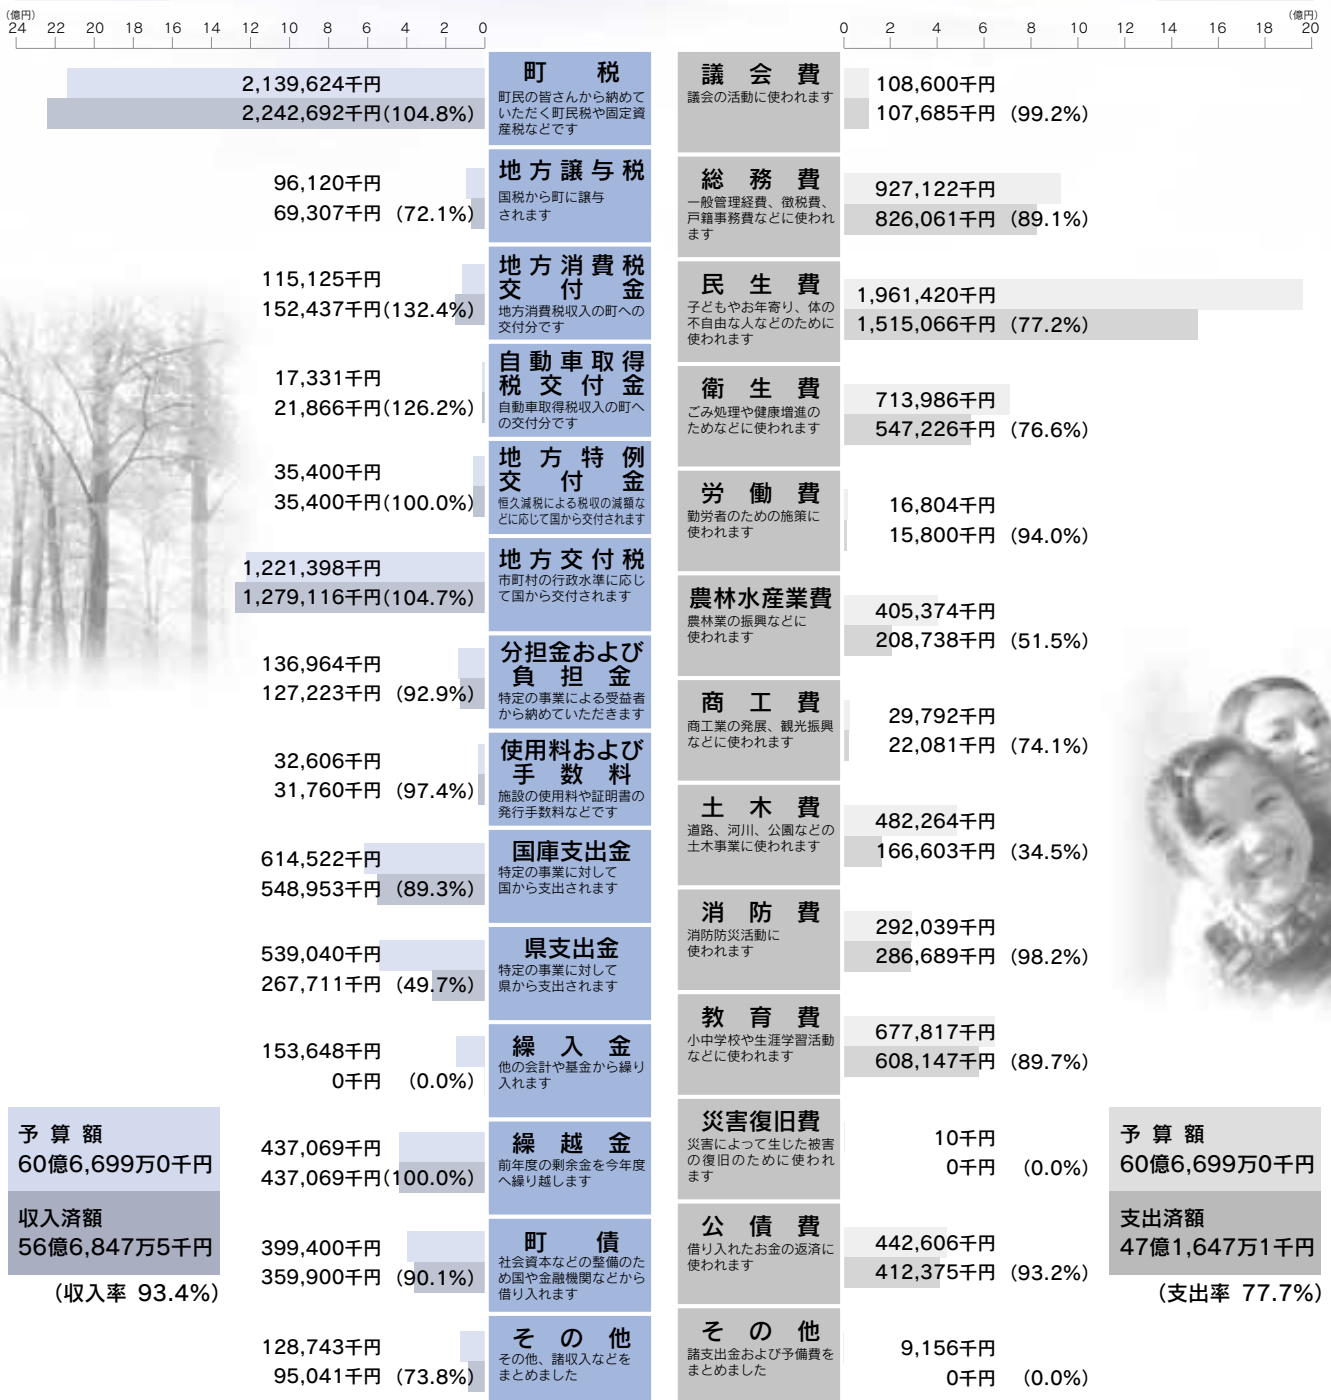 (億円)
24 22 20 18 16 14 12 10 8 6 4 2 0
町税
町民の皆さんから納めて
いただく町民税や固定資
産税などです
2,139,624千円
2,242,692千円(104.8%)
地方譲与税
国税から町に譲与
されます
96,120千円
69,307千円 (72.1%)
地方消費税
交付金
地方消費税収入の町への
交付分です
115,125千円
152,437千円(132.4%)
自動車取得
税交付金
自動車取得税収入の町へ
の交付分です
17,331千円
21,866千円(126.2%)
地方特例
交付金
恒久減税による税収の減額な
どに応じて国から交付されます
35,400千円
35,400千円(100.0%)
地方交付税
市町村の行政水準に応じ
て国から交付されます
1,221,398千円
1,279,116千円(104.7%)
分担金および
負担金
特定の事業による受益者
から納めていただきます
136,964千円
127,223千円 (92.9%)
使用料および
手数料
施設の使用料や証明書の
発行手数料などです
32,606千円
31,760千円 (97.4%)
国庫支出金
特定の事業に対して
国から支出されます
614,522千円
548,953千円 (89.3%)
県支出金
特定の事業に対して
県から支出されます
539,040千円
267,711千円 (49.7%)
繰入金
他の会計や基金から繰り
入れます
153,648千円
0千円 (0.0%)
繰越金
前年度の剰余金を今年度
へ繰り越します
437,069千円
437,069千円(100.0%)
町債
社会資本などの整備のた
め国や金融機関などから
借り入れます
399,400千円
359,900千円 (90.1%)
その他
その他、諸収入などを
まとめました
128,743千円
95,041千円 (73.8%)
予算額
60億6,699万0千円
収入済額
56億6,847万5千円
(収入率 93.4%)
(億円)
0 2 4 6 8 10 12 14 16 18 20
議会費
議会の活動に使われます
108,600千円
107,685千円 (99.2%)
総務費
一般管理経費、徴税費、
戸籍事務費などに使われ
ます
927,122千円
826,061千円 (89.1%)
民生費
子どもやお年寄り、体の
不自由な人などのために
使われます
1,961,420千円
1,515,066千円 (77.2%)
衛生費
ごみ処理や健康増進の
ためなどに使われます
713,986千円
547,226千円 (76.6%)
労働費
勤労者のための施策に
使われます
16,804千円
15,800千円 (94.0%)
農林水産業費
農林業の振興などに
使われます
405,374千円
208,738千円 (51.5%)
商工費
商工業の発展、観光振興
などに使われます
29,792千円
22,081千円 (74.1%)
土木費
道路、河川、公園などの
土木事業に使われます
482,264千円
166,603千円 (34.5%)
消防費
消防防災活動に
使われます
292,039千円
286,689千円 (98.2%)
教育費
小中学校や生涯学習活動
などに使われます
677,817千円
608,147千円 (89.7%)
災害復旧費
災害によって生じた被害
の復旧のために使われ
ます
10千円
0千円 (0.0%)
公債費
借り入れたお金の返済に
使われます
442,606千円
412,375千円 (93.2%)
その他
諸支出金および予備費を
まとめました
9,156千円
0千円 (0.0%)
予算額
60億6,699万0千円
支出済額
47億1,647万1千円
(支出率 77.7%)